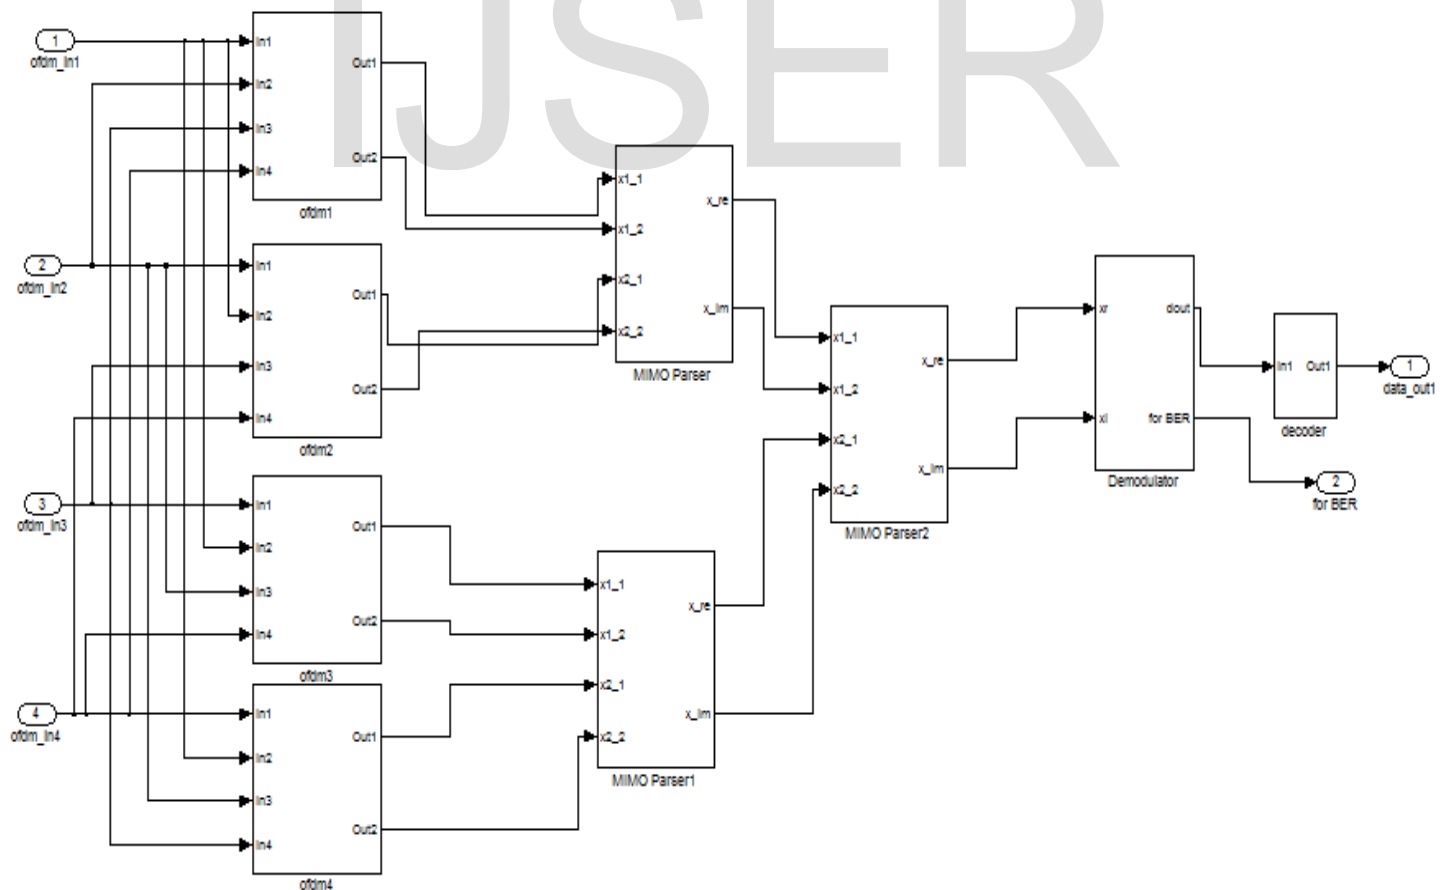 IJSER
1
ofdm_in1
2
ofdm_in2
3
ofdm_in3
4
ofdm_in4
In1
In2
In3
In4
Out1
Out2
ofdm1
In1
In2
In3
In4
Out1
Out2
ofdm2
In1
In2
In3
In4
Out1
Out2
ofdm3
In1
In2
In3
In4
Out1
Out2
ofdm4
x1_1
x1_2
x2_1
x2_2
x_re
x_im
MIMO Parser
x1_1
x1_2
x2_1
x2_2
x_re
x_im
MIMO Parser1
x1_1
x1_2
x2_1
x2_2
x_re
x_im
MIMO Parser2
xr
xi
dout
for BER
Demodulator
In1 Out1
decoder
1
data_out1
2
for BER